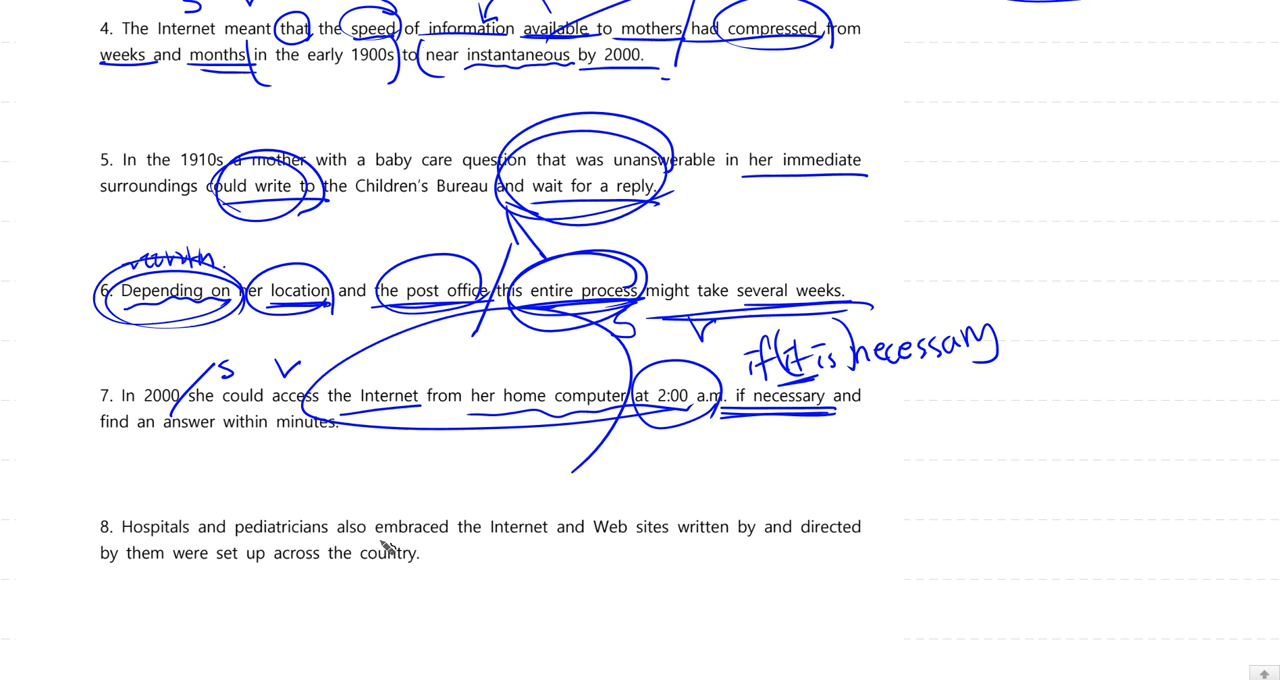 S V
4. The Internet meant that the speed of information available to mothers had compressed from
weeks and months in the early 1900s to near instantaneous by 2000.
5. In the 1910s a mother with a baby care question that was unanswerable in her immediate
surroundings could write to the Children's Bureau and wait for a reply.
6. Depending on her location and the post office this entire process might take several weeks.
S V
if (it is) necessary
S V
7. In 2000 she could access the Internet from her home computer at 2:00 a.m. if necessary and
find an answer within minutes.
8. Hospitals and pediatricians also embraced the Internet and Web sites written by and directed
by them were set up across the country.